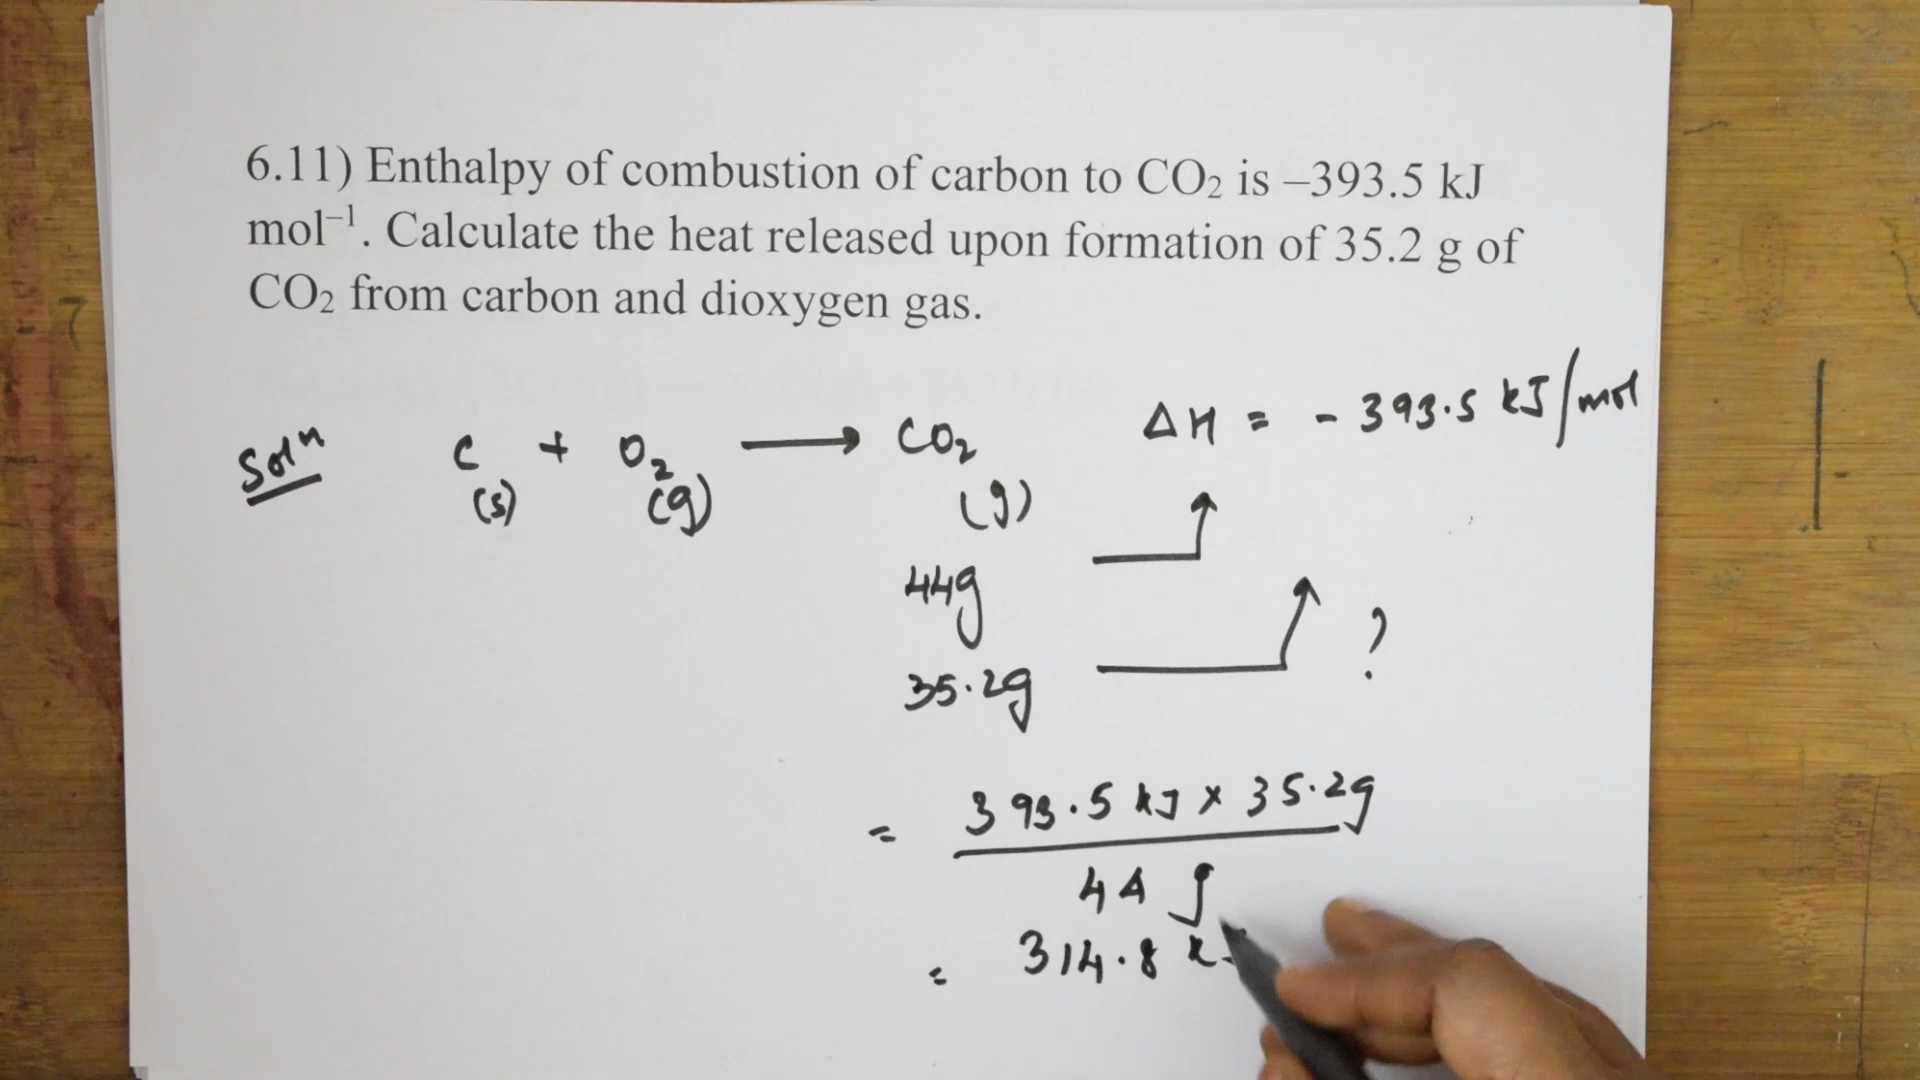 6.11) Enthalpy of combustion of carbon to CO₂ is –393.5 kJ
mol⁻¹. Calculate the heat released upon formation of 35.2 g of
CO₂ from carbon and dioxygen gas.
Solⁿ C(s) + O₂(g) ⟶ CO₂(g) ΔH = - 393.5 kJ/mol
44g
35.2g ?
= 393.5 kJ x 35.2g
44 g
= 314.8 k